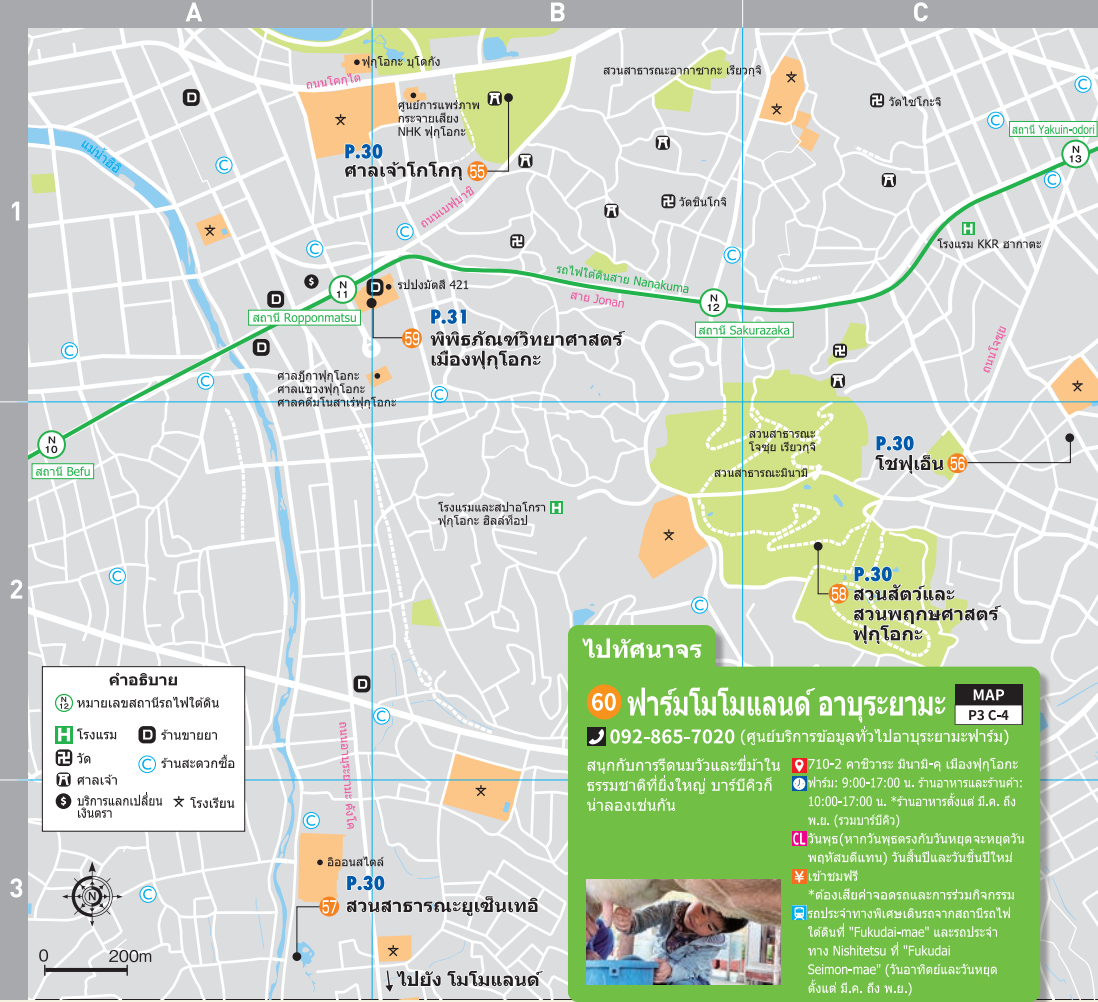 A
B
C
1
2
3
ฟุกุโอกะ บุโดกัง
ถนนโคกุไต
ศูนย์การแพร่ภาพ
กระจายเสียง
NHK ฟุกุโอกะ
P.30
ศาลเจ้าโกโกกุ 55
ถนนเบฟุบาชิ
แม่น้ำฮิอิ
สวนสาธารณะอากาซากะ เรียวกุจิ
วัดไชโกะจิ
สถานี Yakuin-odori
N
13
วัดชินโกจิ
โรงแรม KKR ฮากาตะ
N
11
สถานี Ropponmatsu
รปปงมัตสึ 421
รถไฟใต้ดินสาย Nanakuma
สาย Jonan
N
12
สถานี Sakurazaka
P.31
59 พิพิธภัณฑ์วิทยาศาสตร์
เมืองฟุกุโอกะ
ถนนโจซุย
ศาลฎีกาฟุกุโอกะ
ศาลแขวงฟุกุโอกะ
ศาลคดีมโนสาเร่ฟุกุโอกะ
N
10
สถานี Befu
สวนสาธารณะ
โจซุย เรียวกุจิ
สวนสาธารณะมินามิ
P.30
โชฟุเอ็น 56
โรงแรมและสปาอโกรา
ฟุกุโอกะ ฮิลล์ท็อป
P.30
58 สวนสัตว์และ
สวนพฤกษศาสตร์
ฟุกุโอกะ
คำอธิบาย
N
12
หมายเลขสถานีรถไฟใต้ดิน
H โรงแรม
D ร้านขายยา
卍 วัด
C ร้านสะดวกซื้อ
ศาลเจ้า
$ บริการแลกเปลี่ยน
เงินตรา
โรงเรียน
N
0 200m
อิออนสไตล์
P.30
57 สวนสาธารณะยูเซ็นเทอิ
↓ไปยัง โมโมแลนด์
ไปทัศนาจร
60 ฟาร์มโมโมแลนด์ อาบุระยามะ
MAP
P3 C-4
092-865-7020 (ศูนย์บริการข้อมูลทั่วไปอาบุระยามะฟาร์ม)
สนุกกับการรีดนมวัวและขี่ม้าใน
ธรรมชาติที่ยิ่งใหญ่ บาร์บีคิวก็
น่าลองเช่นกัน
710-2 คาชิวาระ มินามิ-คุ เมืองฟุกุโอกะ
ฟาร์ม: 9:00-17:00 น. ร้านอาหารและร้านค้า:
10:00-17:00 น. *ร้านอาหารตั้งแต่ มี.ค. ถึง
พ.ย. (รวมบาร์บีคิว)
CL วันพุธ(หากวันพุธตรงกับวันหยุดจะหยุดวัน
พฤหัสบดีแทน) วันสิ้นปีและวันขึ้นปีใหม่
¥ เข้าชมฟรี
*ต้องเสียค่าจอดรถและการร่วมกิจกรรม
รถประจำทางพิเศษเดินรถจากสถานีรถไฟ
ใต้ดินที่ "Fukudai-mae" และรถประจำ
ทาง Nishitetsu ที่ "Fukudai
Seimon-mae" (วันอาทิตย์และวันหยุด
ตั้งแต่ มี.ค. ถึง พ.ย.)